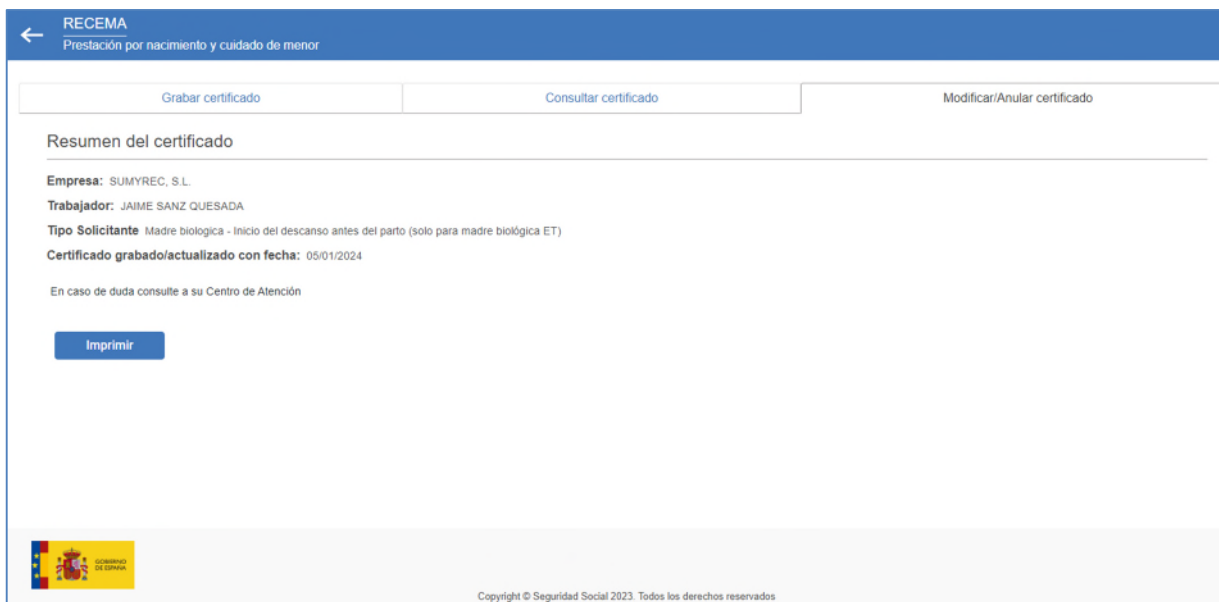 RECEMA
Prestación por nacimiento y cuidado de menor
Grabar certificado
Consultar certificado
Modificar/Anular certificado
Resumen del certificado
Empresa: SUMYREC, S.L.
Trabajador: JAIME SANZ QUESADA
Tipo Solicitante Madre biologica - Inicio del descanso antes del parto (solo para madre biológica ET)
Certificado grabado/actualizado con fecha: 05/01/2024
En caso de duda consulte a su Centro de Atención
Imprimir
GOBIERNO
DE ESPAÑA
Copyright © Seguridad Social 2023. Todos los derechos reservados